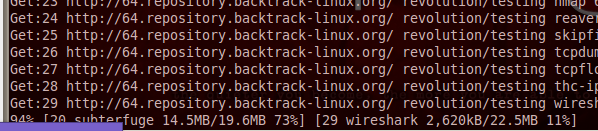 Get:23 http://64.repository.backtrack-linux.org/ revolution/testing nmap 6
Get:24 http://64.repository.backtrack-linux.org/ revolution/testing reaver
Get:25 http://64.repository.backtrack-linux.org/ revolution/testing skipfi
Get:26 http://64.repository.backtrack-linux.org/ revolution/testing tcpdum
Get:27 http://64.repository.backtrack-linux.org/ revolution/testing tcpflo
Get:28 http://64.repository.backtrack-linux.org/ revolution/testing thc-ip
Get:29 http://64.repository.backtrack-linux.org/ revolution/testing wiresh
94% [20 subterfuge 14.5MB/19.6MB 73%] [29 wireshark 2,620kB/22.5MB 11%]